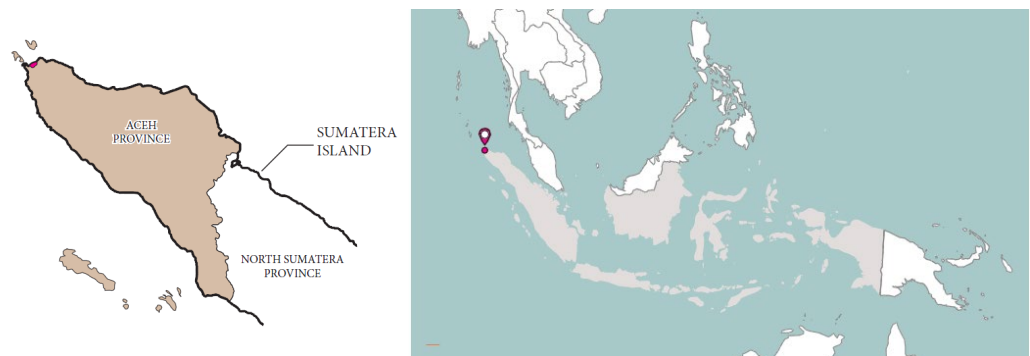 ACEH
PROVINCE
SUMATERA
ISLAND
NORTH SUMATERA
PROVINCE